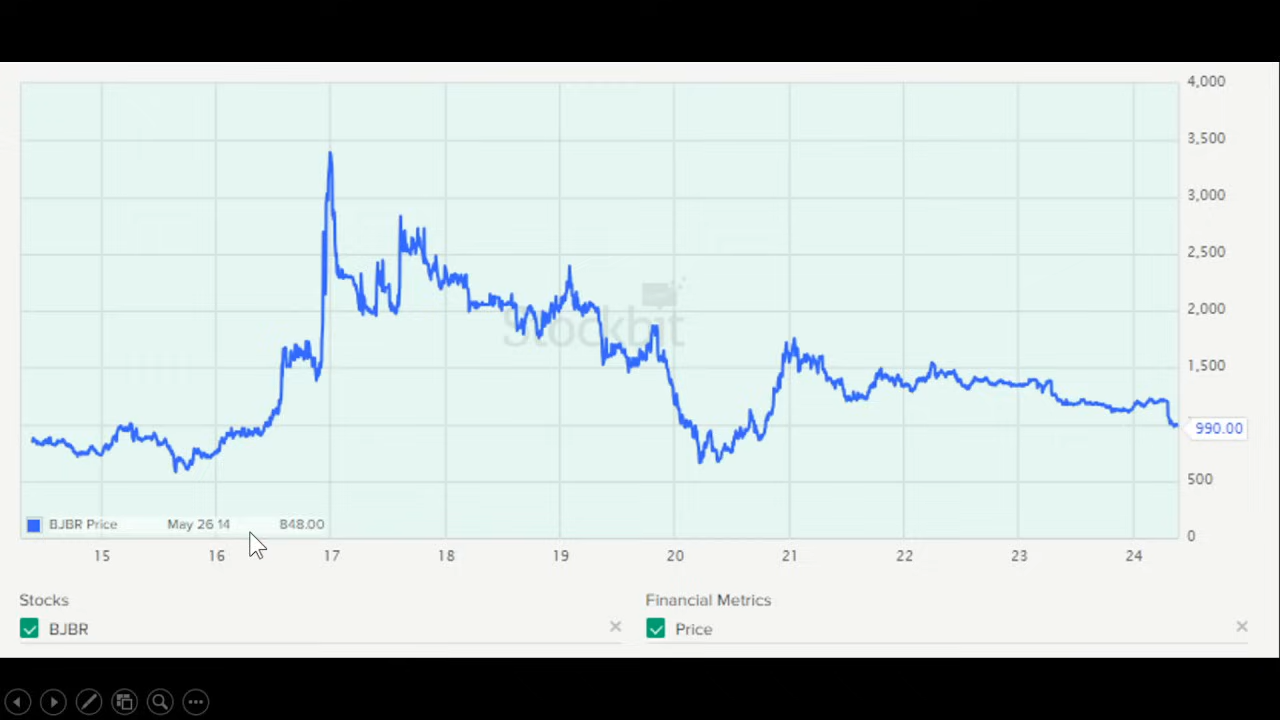 4,000
3,500
3,000
2,500
2,000
1,500
990.00
500
0
Stockbit
BJBR Price May 26 14 848.00
15 16 17 18 19 20 21 22 23 24
Stocks Financial Metrics
BJBR Price